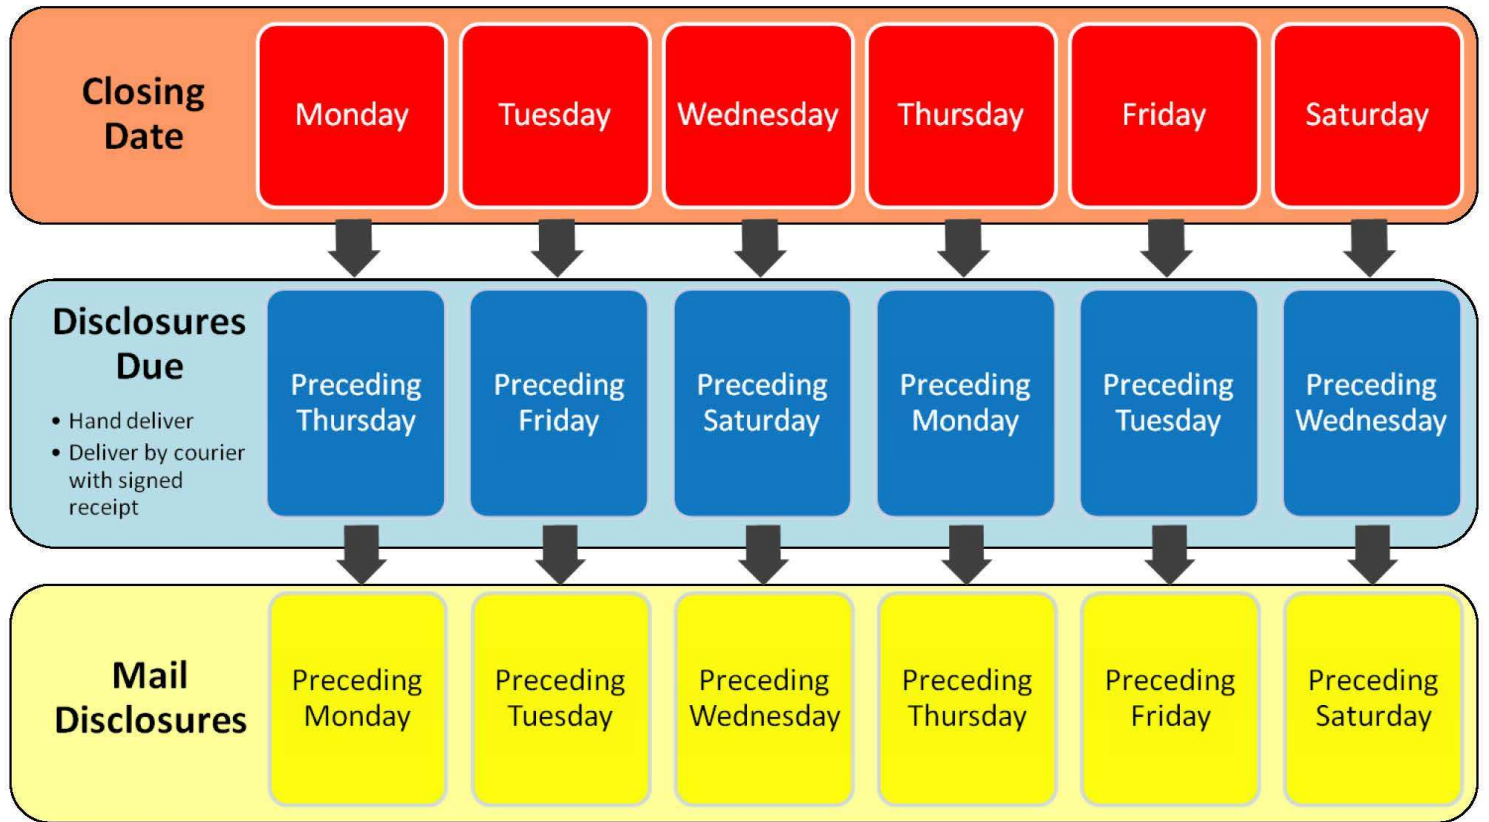 Closing
Date
Monday
Tuesday
Wednesday
Thursday
Friday
Saturday
Disclosures
Due
• Hand deliver
• Deliver by courier
with signed
receipt
Preceding
Thursday
Preceding
Friday
Preceding
Saturday
Preceding
Monday
Preceding
Tuesday
Preceding
Wednesday
Mail
Disclosures
Preceding
Monday
Preceding
Tuesday
Preceding
Wednesday
Preceding
Thursday
Preceding
Friday
Preceding
Saturday